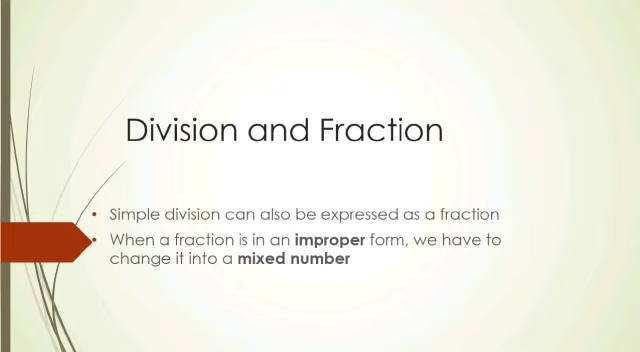 Division and Fraction
• Simple division can also be expressed as a fraction
• When a fraction is in an improper form, we have to
change it into a mixed number